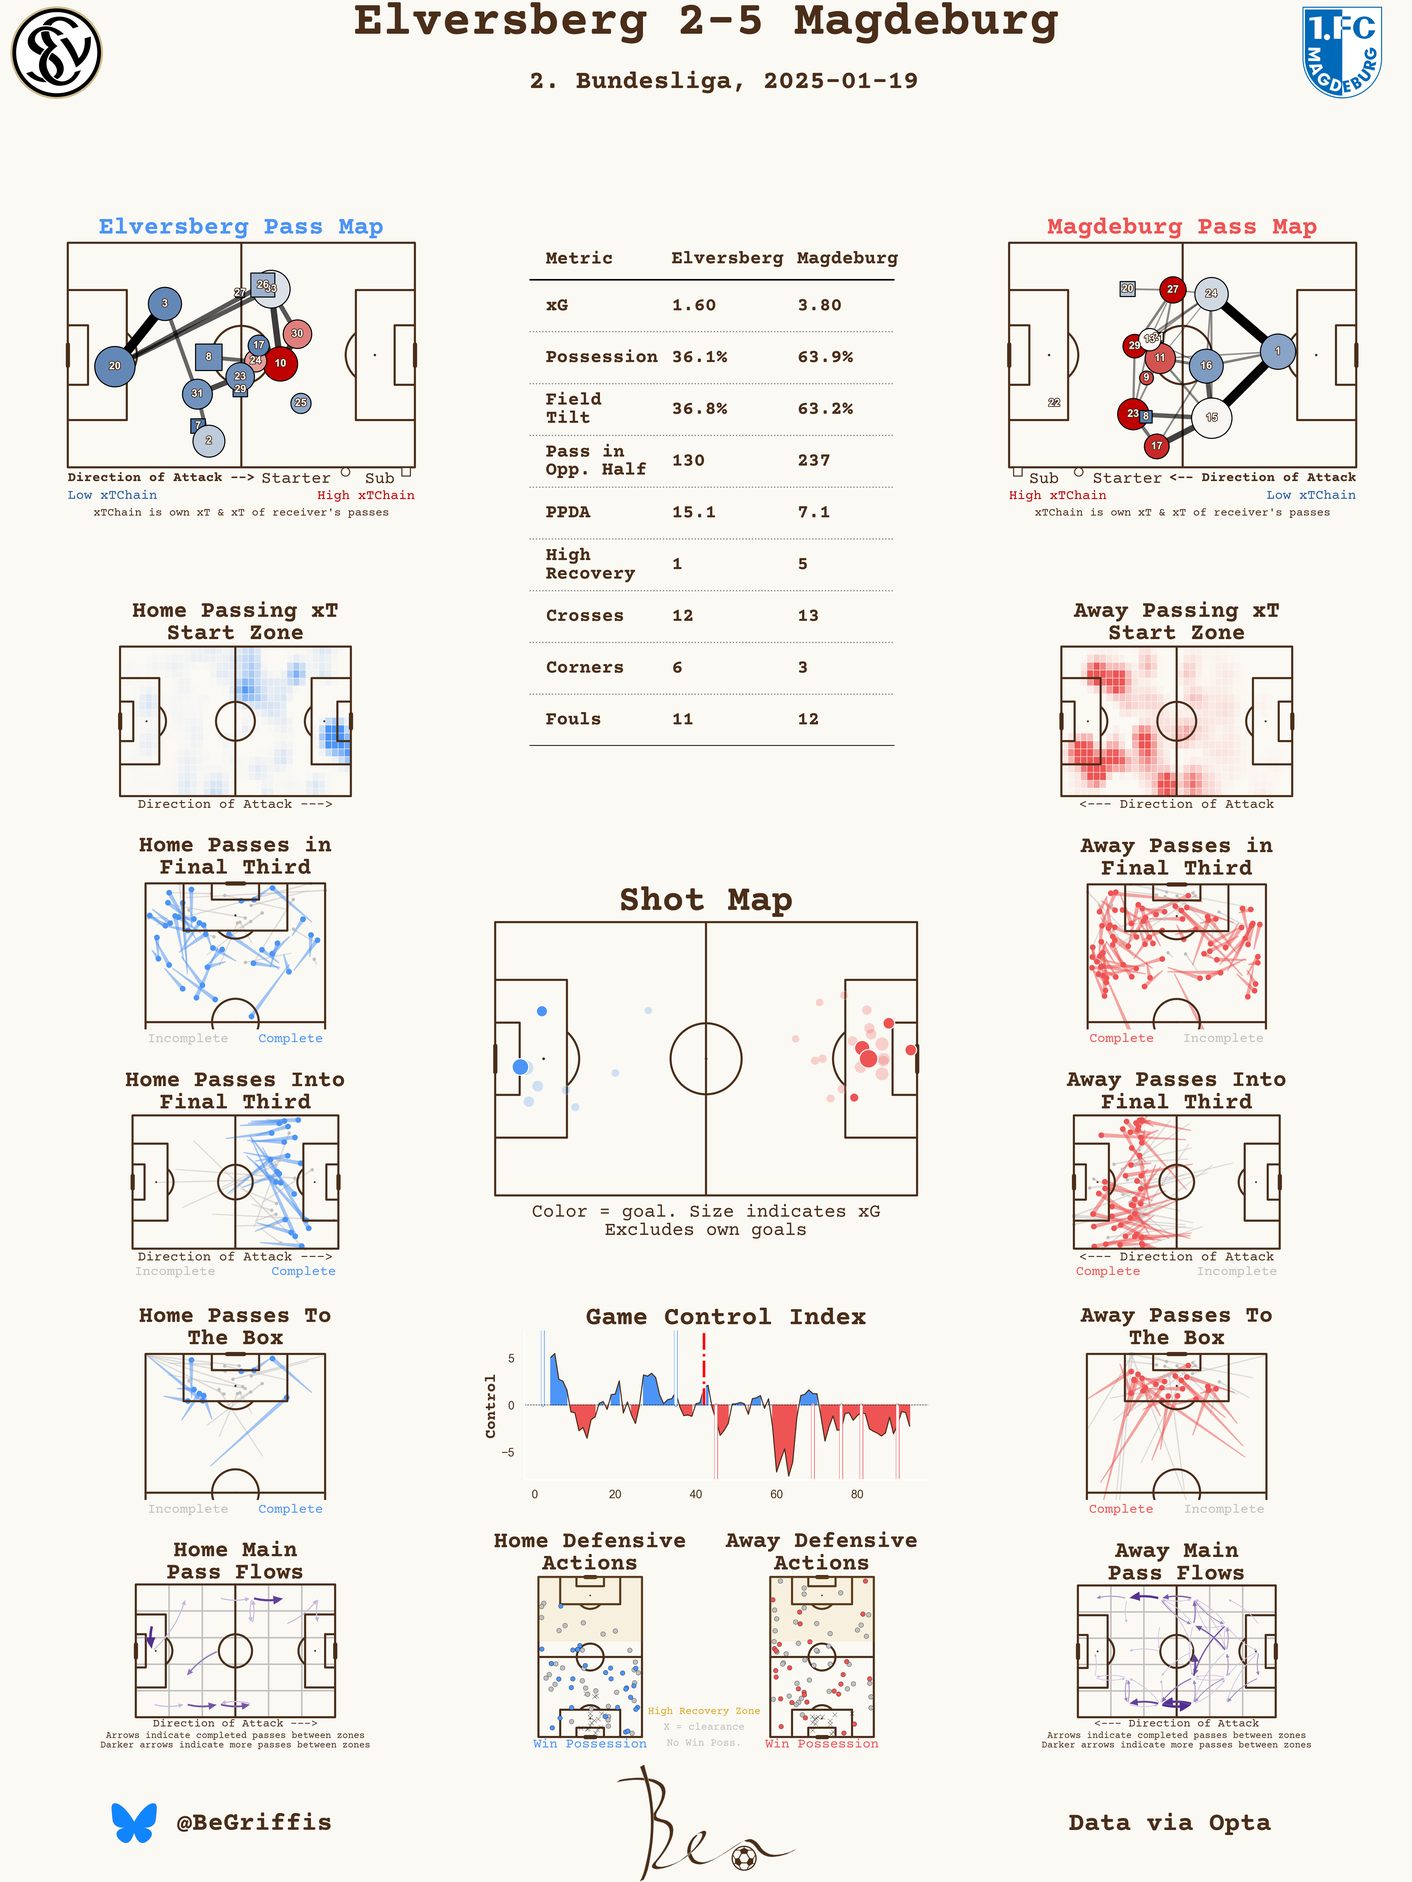 Elversberg 2-5 Magdeburg
2. Bundesliga, 2025-01-19
1.FC
MAGDEBURG
Elversberg Pass Map
3
20
8
31
7
2
27
26
33
30
17
24
10
23
29
25
Direction of Attack --> Starter Sub
Low xTChain High xTChain
xTChain is own xT & xT of receiver's passes
Metric Elversberg Magdeburg
xG 1.60 3.80
Possession 36.1% 63.9%
Field
Tilt 36.8% 63.2%
Pass in
Opp. Half 130 237
PPDA 15.1 7.1
High
Recovery 1 5
Crosses 12 13
Corners 6 3
Fouls 11 12
Magdeburg Pass Map
20
27
24
29
13
11
16
1
9
22
23
8
15
17
Sub Starter <-- Direction of Attack
High xTChain Low xTChain
xTChain is own xT & xT of receiver's passes
Home Passing xT
Start Zone
Direction of Attack --->
Away Passing xT
Start Zone
<--- Direction of Attack
Home Passes in
Final Third
Incomplete Complete
Away Passes in
Final Third
Complete Incomplete
Shot Map
Color = goal. Size indicates xG
Excludes own goals
Home Passes Into
Final Third
Direction of Attack --->
Incomplete Complete
Away Passes Into
Final Third
<--- Direction of Attack
Complete Incomplete
Home Passes To
The Box
Incomplete Complete
Game Control Index
Control
5
0
−5
0 20 40 60 80
Away Passes To
The Box
Complete Incomplete
Home Main
Pass Flows
Direction of Attack --->
Arrows indicate completed passes between zones
Darker arrows indicate more passes between zones
Home Defensive
Actions
Win Possession
Away Defensive
Actions
Win Possession
High Recovery Zone
X = clearance
No Win Poss.
Away Main
Pass Flows
<--- Direction of Attack
Arrows indicate completed passes between zones
Darker arrows indicate more passes between zones
@BeGriffis
Ben
Data via Opta